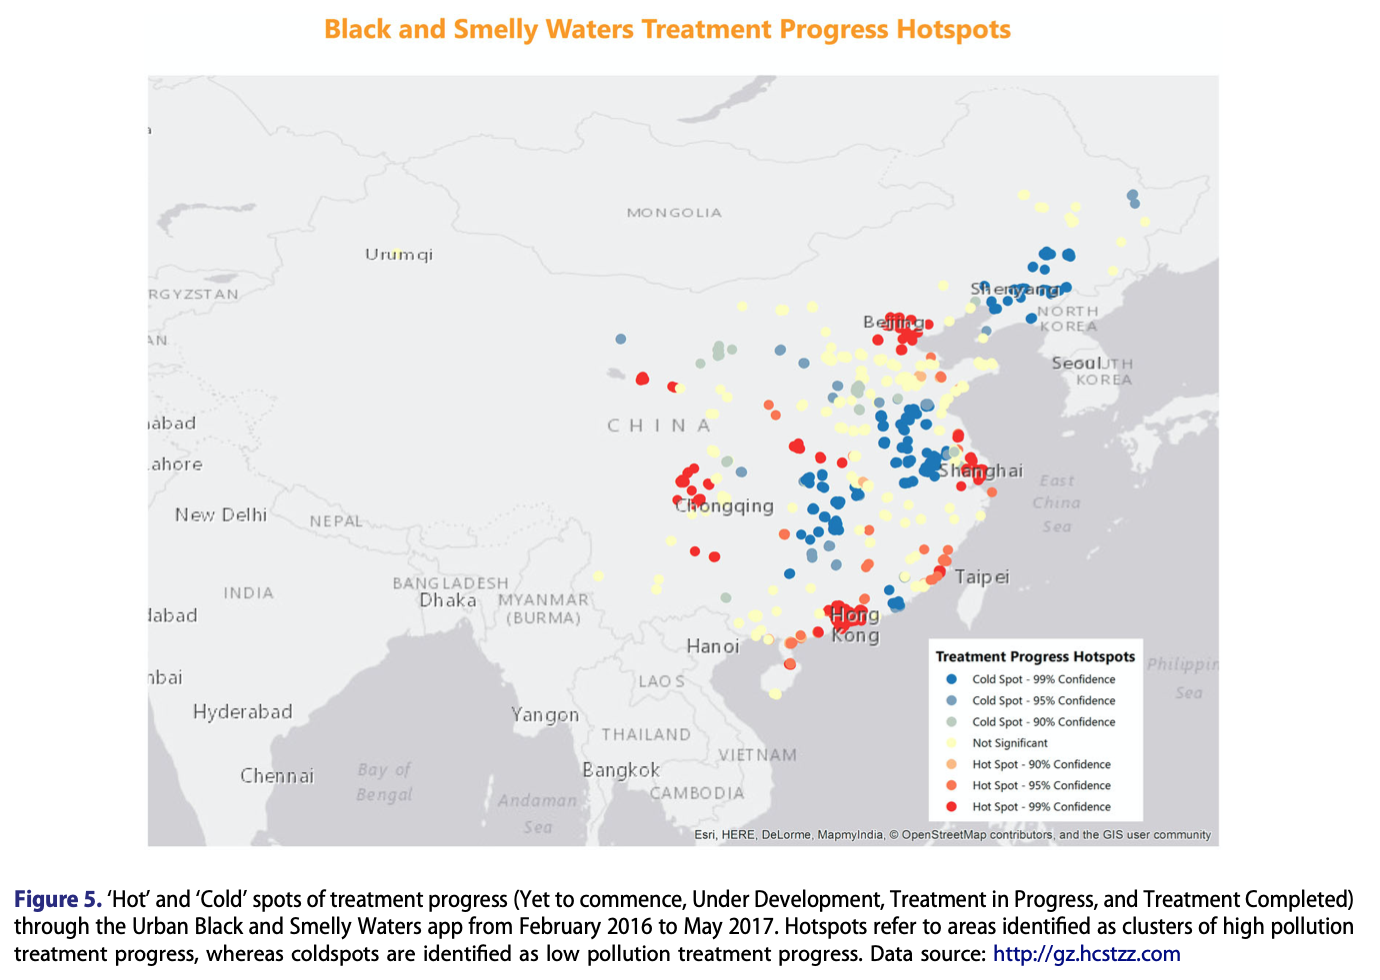 Black and Smelly Waters Treatment Progress Hotspots
MONGOLIA
Urumqi
RGYZSTAN
Shenyang
NORTH
KOREA
Beijing
AN
Seoul
UTH
KOREA
CHINA
abad
ahore
Shanghai
East
China
Sea
Chongqing
New Delhi
NEPAL
Taipei
BANGLADESH
INDIA
Dhaka
MYANMAR
(BURMA)
dabad
Hong
Kong
Hanoi
Philippin
Sea
nbai
LAOS
Hyderabad
Yangon
THAILAND
VIETNAM
Chennai
Bay of
Bengal
Bangkok
CAMBODIA
Andaman
Sea
Treatment Progress Hotspots
Cold Spot - 99% Confidence
Cold Spot - 95% Confidence
Cold Spot - 90% Confidence
Not Significant
Hot Spot - 90% Confidence
Hot Spot - 95% Confidence
Hot Spot - 99% Confidence
Esri, HERE, DeLorme, MapmyIndia, © OpenStreetMap contributors, and the GIS user community
Figure 5. ‘Hot’ and ‘Cold’ spots of treatment progress (Yet to commence, Under Development, Treatment in Progress, and Treatment Completed)
through the Urban Black and Smelly Waters app from February 2016 to May 2017. Hotspots refer to areas identified as clusters of high pollution
treatment progress, whereas coldspots are identified as low pollution treatment progress. Data source: http://gz.hcstzz.com